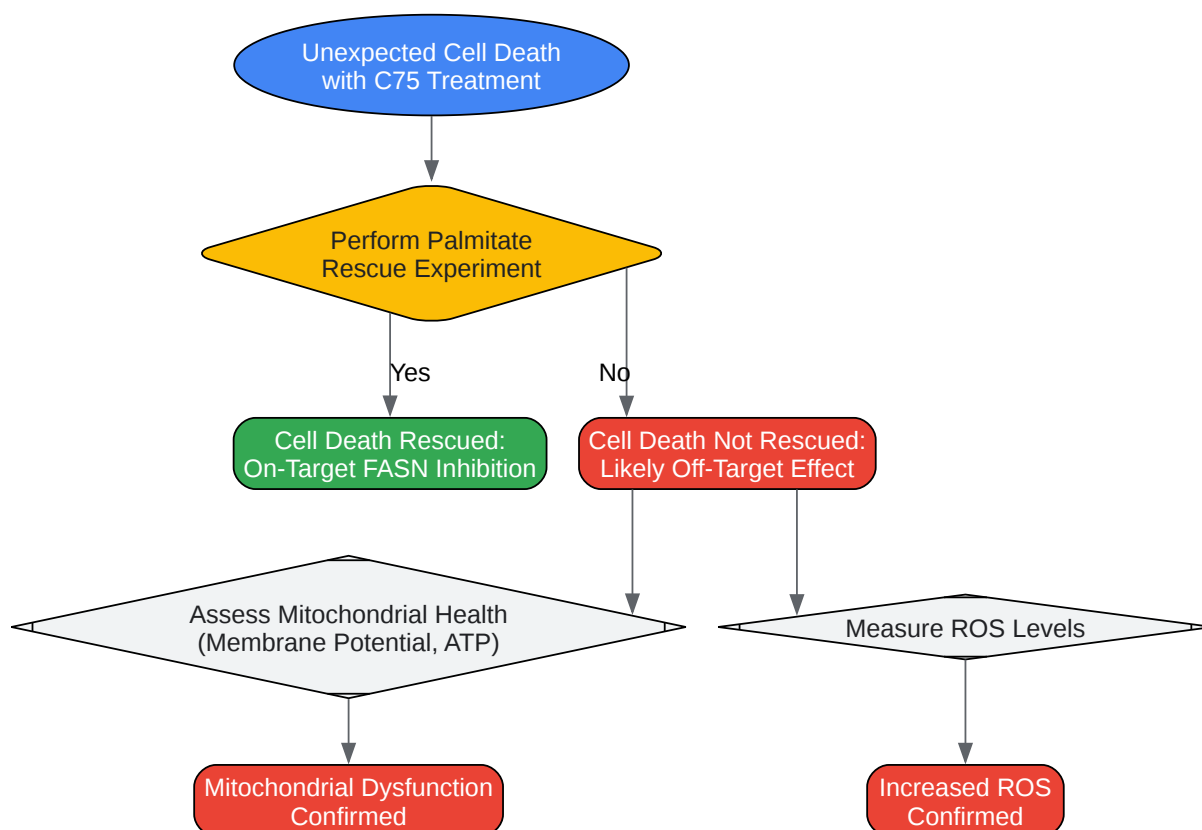 Unexpected Cell Death
with C75 Treatment
Perform Palmitate
Rescue Experiment
Yes
No
Cell Death Rescued:
On-Target FASN Inhibition
Cell Death Not Rescued:
Likely Off-Target Effect
Assess Mitochondrial Health
(Membrane Potential, ATP)
Measure ROS Levels
Mitochondrial Dysfunction
Confirmed
Increased ROS
Confirmed